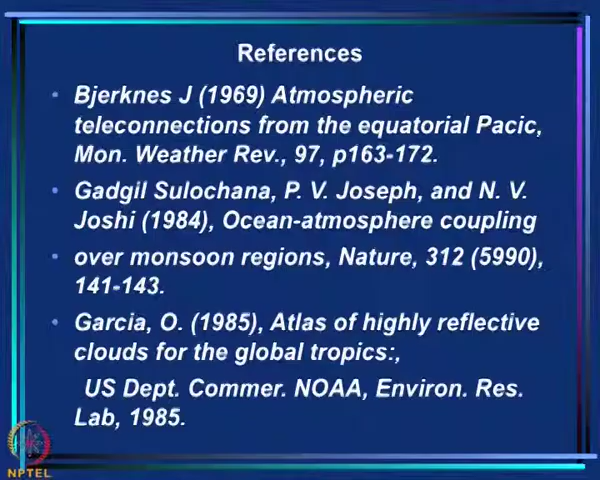 References
Bjerknes J (1969) Atmospheric
teleconnections from the equatorial Pacic,
Mon. Weather Rev., 97, p163-172.
Gadgil Sulochana, P. V. Joseph, and N. V.
Joshi (1984), Ocean-atmosphere coupling
over monsoon regions, Nature, 312 (5990),
141-143.
Garcia, O. (1985), Atlas of highly reflective
clouds for the global tropics:,
US Dept. Commer. NOAA, Environ. Res.
Lab, 1985.
NPTEL